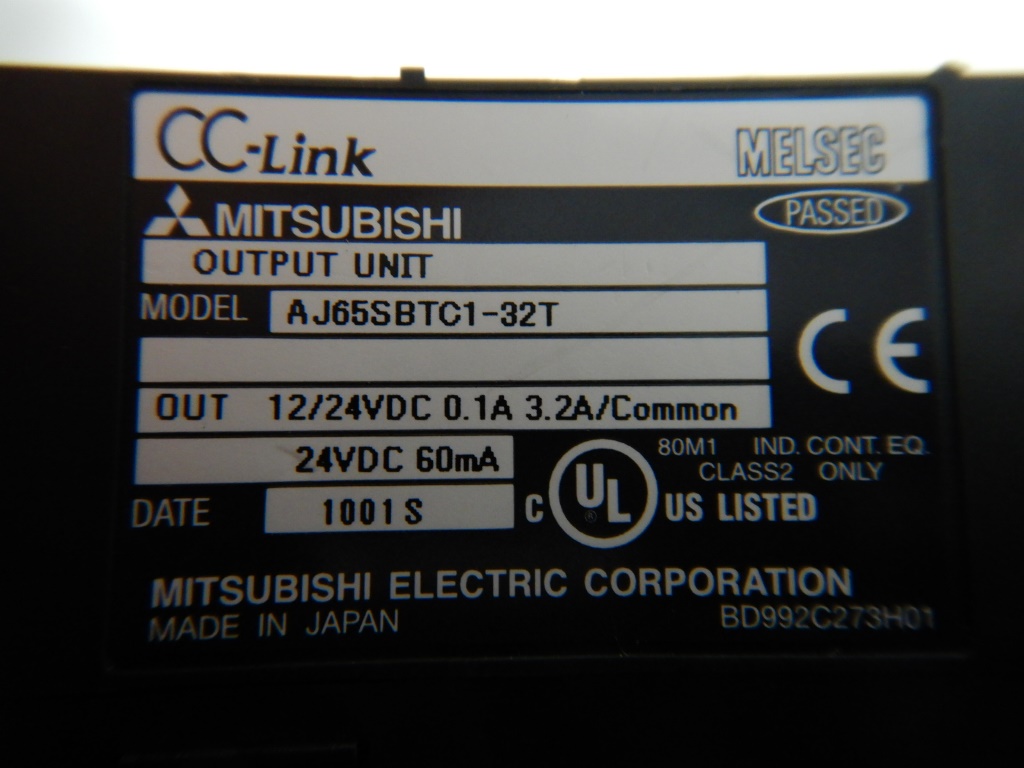 CC-Link MELSEC
MITSUBISHI PASSED
OUTPUT UNIT
MODEL AJ65SBTC1-32T
CE
OUT 12/24VDC 0.1A 3.2A/Common
24VDC 60mA
80M1 IND. CONT. EQ.
CLASS2 ONLY
DATE 1001S
C UL ® US LISTED
MITSUBISHI ELECTRIC CORPORATION
MADE IN JAPAN BD992C273H01